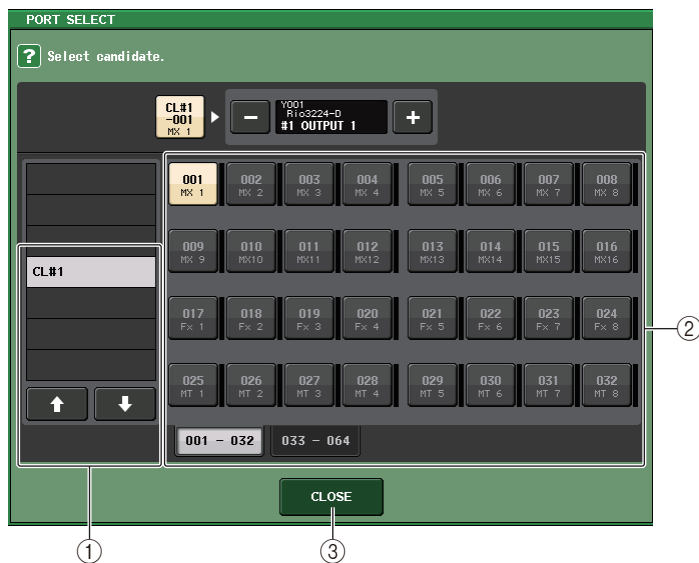 PORT SELECT
? Select candidate.
CL#1
-001
MX 1
−
Y001
Rio3224-D
#1 OUTPUT 1
+
001 002 003 004 005 006 007 008
MX 1 MX 2 MX 3 MX 4 MX 5 MX 6 MX 7 MX 8
009 010 011 012 013 014 015 016
MX 9 MX10 MX11 MX12 MX13 MX14 MX15 MX16
CL#1
017 018 019 020 021 022 023 024
Fx 1 Fx 2 Fx 3 Fx 4 Fx 5 Fx 6 Fx 7 Fx 8
025 026 027 028 029 030 031 032
MT 1 MT 2 MT 3 MT 4 MT 5 MT 6 MT 7 MT 8
001 − 032 033 − 064
CLOSE
①
②
③